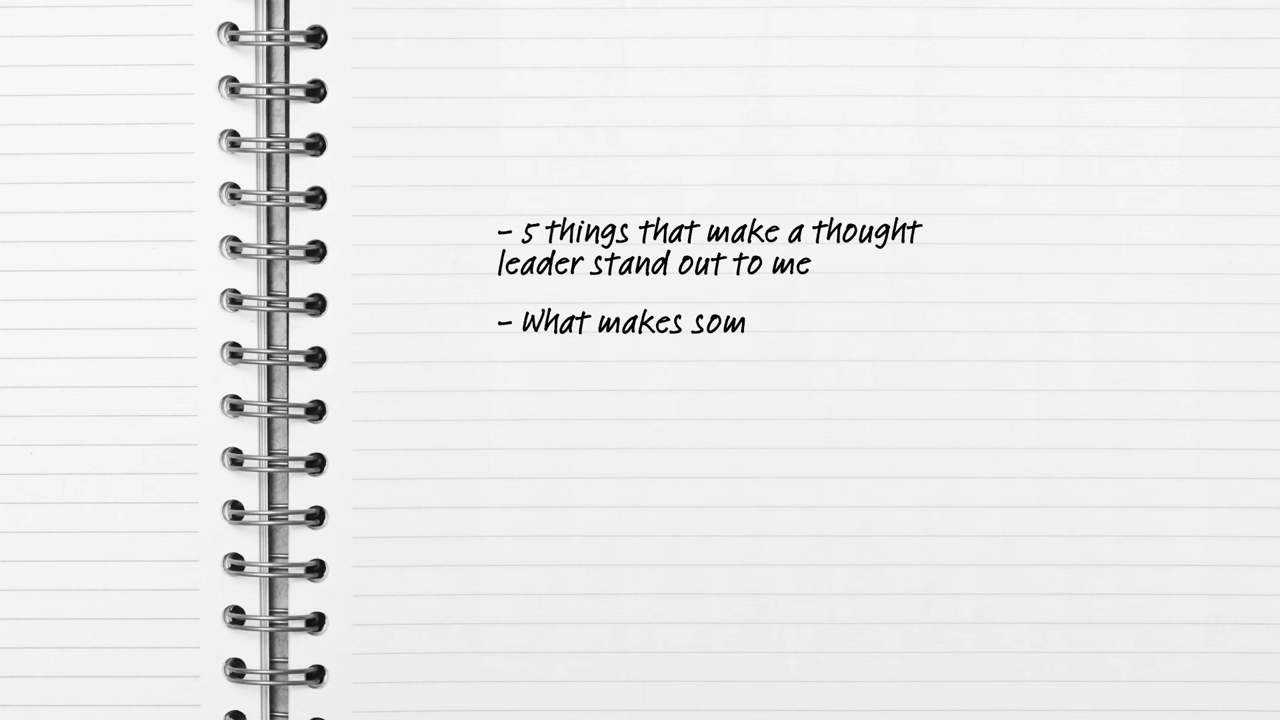 - 5 things that make a thought
leader stand out to me
- What makes som